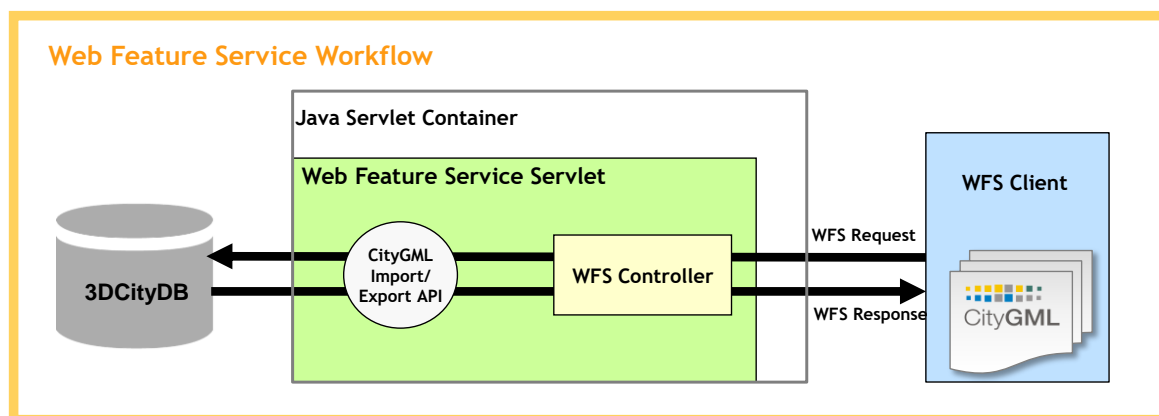 Web Feature Service Workflow
Java Servlet Container
Web Feature Service Servlet
WFS Client
3DCityDB
CityGML
Import/
Export API
WFS Controller
WFS Request
WFS Response
CityGML